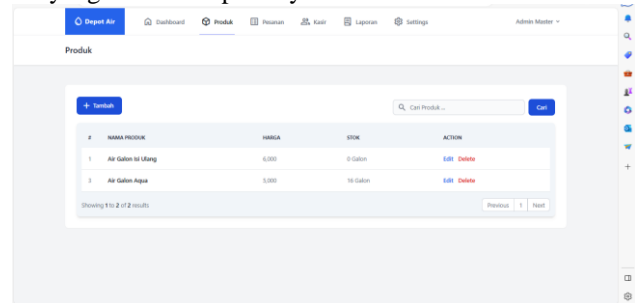 Depot Air Dashboard Produk Pesanan Kasir Laporan Settings Admin Master
Produk
+ Tambah Cari Produk ... Cari
# NAMA PRODUK HARGA STOK ACTION
1 Air Galon Isi Ulang 6,000 0 Galon Edit Delete
3 Air Galon Aqua 5,000 16 Galon Edit Delete
Showing 1 to 2 of 2 results Previous 1 Next